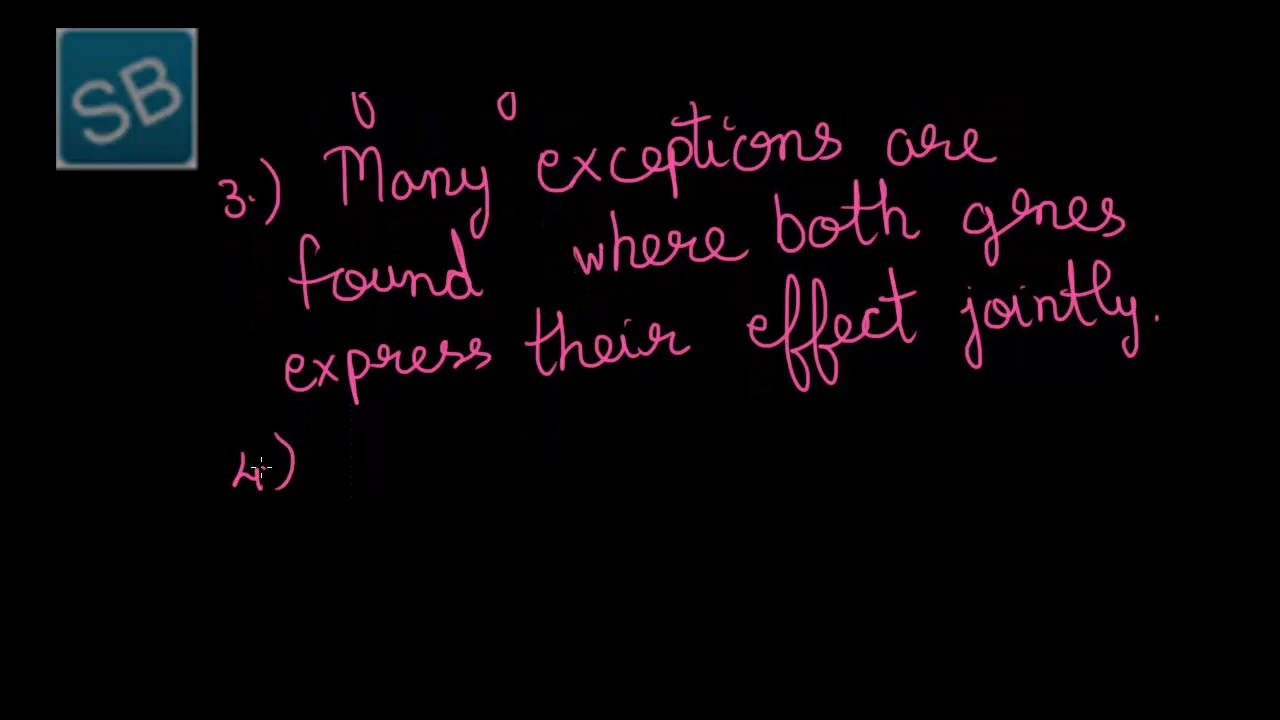 SB
3.) Many exceptions are
found where both genes
express their effect jointly.
4)